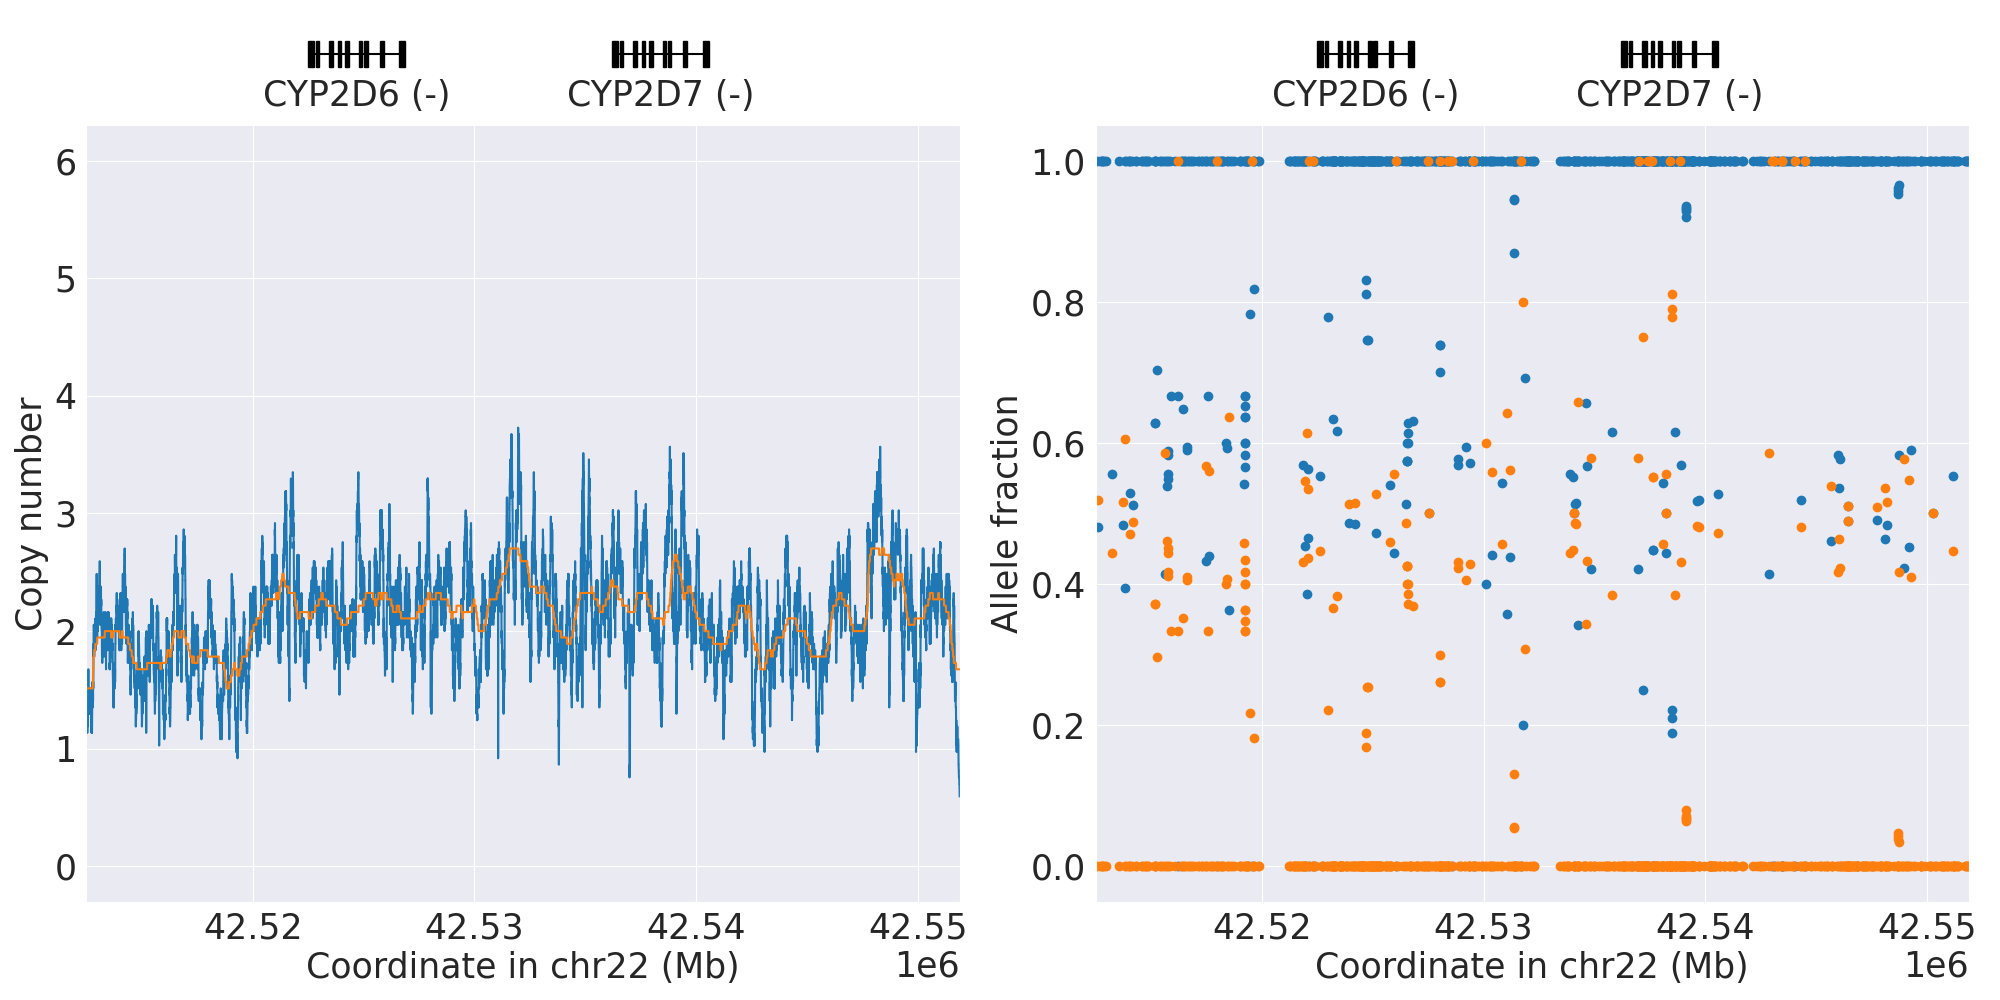 CYP2D6 (-) CYP2D7 (-)
6
5
4
3
2
1
0
Copy number
42.52 42.53 42.54 42.55
Coordinate in chr22 (Mb) 1e6
CYP2D6 (-) CYP2D7 (-)
1.0
0.8
0.6
0.4
0.2
0.0
Allele fraction
42.52 42.53 42.54 42.55
Coordinate in chr22 (Mb) 1e6